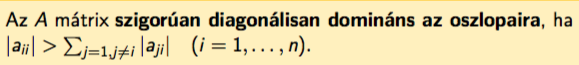 Az A mátrix szigorúan diagonálisan domináns az oszlopaira, ha
|aᵢᵢ| > ∑ⱼ₌₁,ⱼ≠ᵢ |aⱼᵢ| (i = 1, . . . , n).